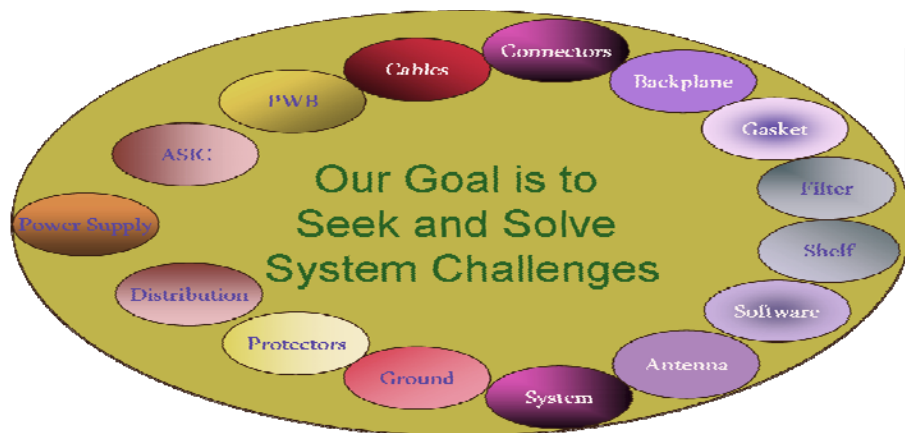 Connectors
Cables
Backplane
PWB
Gasket
ASIC
Filter
Our Goal is to
Seek and Solve
System Challenges
Power Supply
Shelf
Distribution
Software
Protectors
Antenna
Ground
System